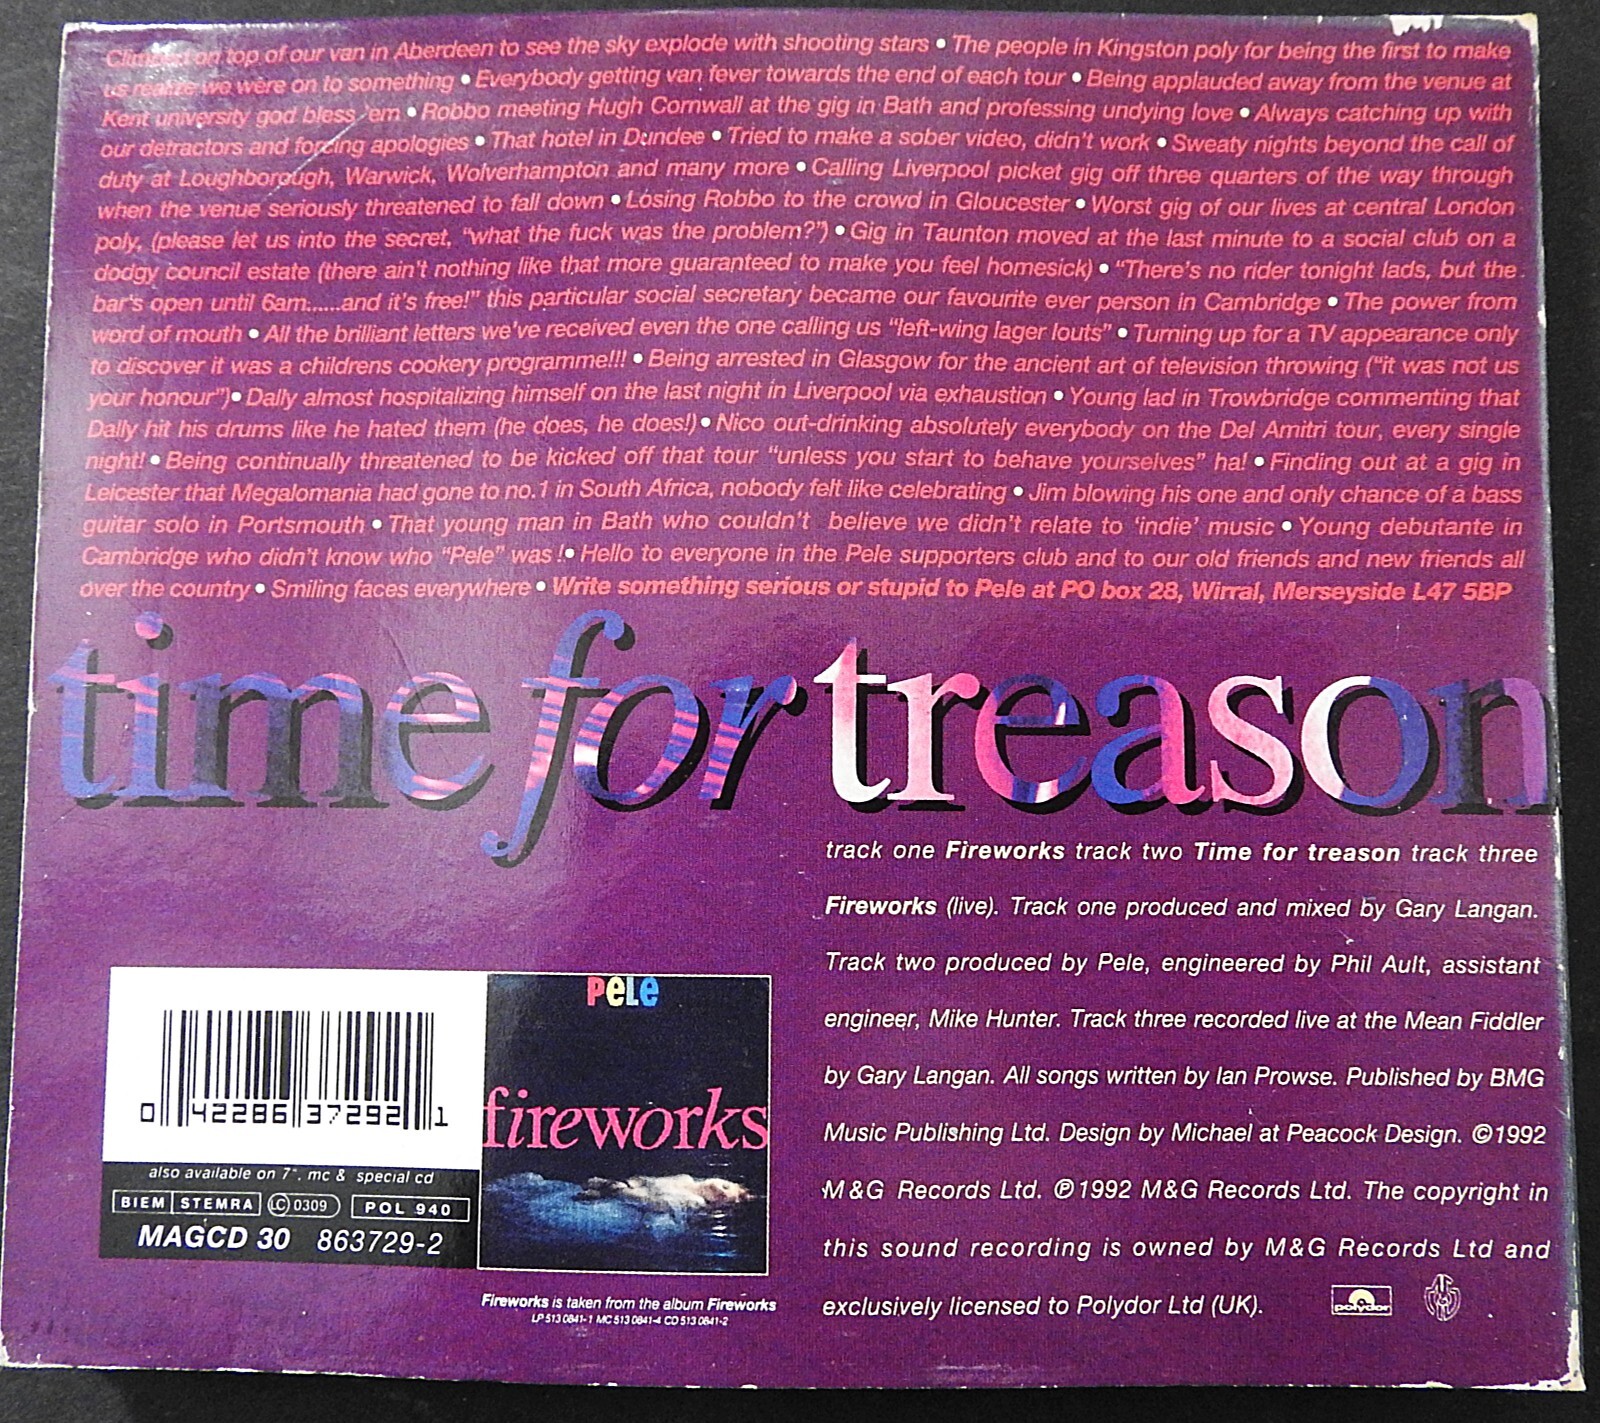 Climbed on top of our van in Aberdeen to see the sky explode with shooting stars • The people in Kingston poly for being the first to make
us realize we were on to something • Everybody getting van fever towards the end of each tour • Being applauded away from the venue at
Kent university god bless 'em • Robbo meeting Hugh Cornwall at the gig in Bath and professing undying love • Always catching up with
our detractors and forcing apologies • That hotel in Dundee • Tried to make a sober video, didn't work • Sweaty nights beyond the call of
duty at Loughborough, Warwick, Wolverhampton and many more • Calling Liverpool picket gig off three quarters of the way through
when the venue seriously threatened to fall down • Losing Robbo to the crowd in Gloucester • Worst gig of our lives at central London
poly, (please let us into the secret, "what the fuck was the problem?") • Gig in Taunton moved at the last minute to a social club on a
dodgy council estate (there ain't nothing like that more guaranteed to make you feel homesick) • "There's no rider tonight lads, but the
bar's open until 6am......and it's free!" this particular social secretary became our favourite ever person in Cambridge • The power from
word of mouth • All the brilliant letters we've received even the one calling us "left-wing lager louts" • Turning up for a TV appearance only
to discover it was a childrens cookery programme!!! • Being arrested in Glasgow for the ancient art of television throwing ("it was not us
your honour")• Dally almost hospitalizing himself on the last night in Liverpool via exhaustion • Young lad in Trowbridge commenting that
Dally hit his drums like he hated them (he does, he does!) • Nico out-drinking absolutely everybody on the Del Amitri tour, every single
night! • Being continually threatened to be kicked off that tour "unless you start to behave yourselves" ha! • Finding out at a gig in
Leicester that Megalomania had gone to no.1 in South Africa, nobody felt like celebrating • Jim blowing his one and only chance of a bass
guitar solo in Portsmouth • That young man in Bath who couldn't believe we didn't relate to 'indie' music • Young debutante in
Cambridge who didn't know who "Pele" was !• Hello to everyone in the Pele supporters club and to our old friends and new friends all
over the country • Smiling faces everywhere • Write something serious or stupid to Pele at PO box 28, Wirral, Merseyside L47 5BP
time for treason
track one Fireworks track two Time for treason track three
Fireworks (live). Track one produced and mixed by Gary Langan.
Track two produced by Pele, engineered by Phil Ault, assistant
engineer, Mike Hunter. Track three recorded live at the Mean Fiddler
by Gary Langan. All songs written by Ian Prowse. Published by BMG
Music Publishing Ltd. Design by Michael at Peacock Design. ©1992
M&G Records Ltd. ℗1992 M&G Records Ltd. The copyright in
this sound recording is owned by M&G Records Ltd and
exclusively licensed to Polydor Ltd (UK).
polydor
0 42286 37292 1
also available on 7". mc & special cd
BIEM STEMRA LC 0309 POL 940
MAGCD 30 863729-2
PELE
fireworks
Fireworks is taken from the album Fireworks
LP 513 0841-1 MC 513 0841-4 CD 513 0841-2